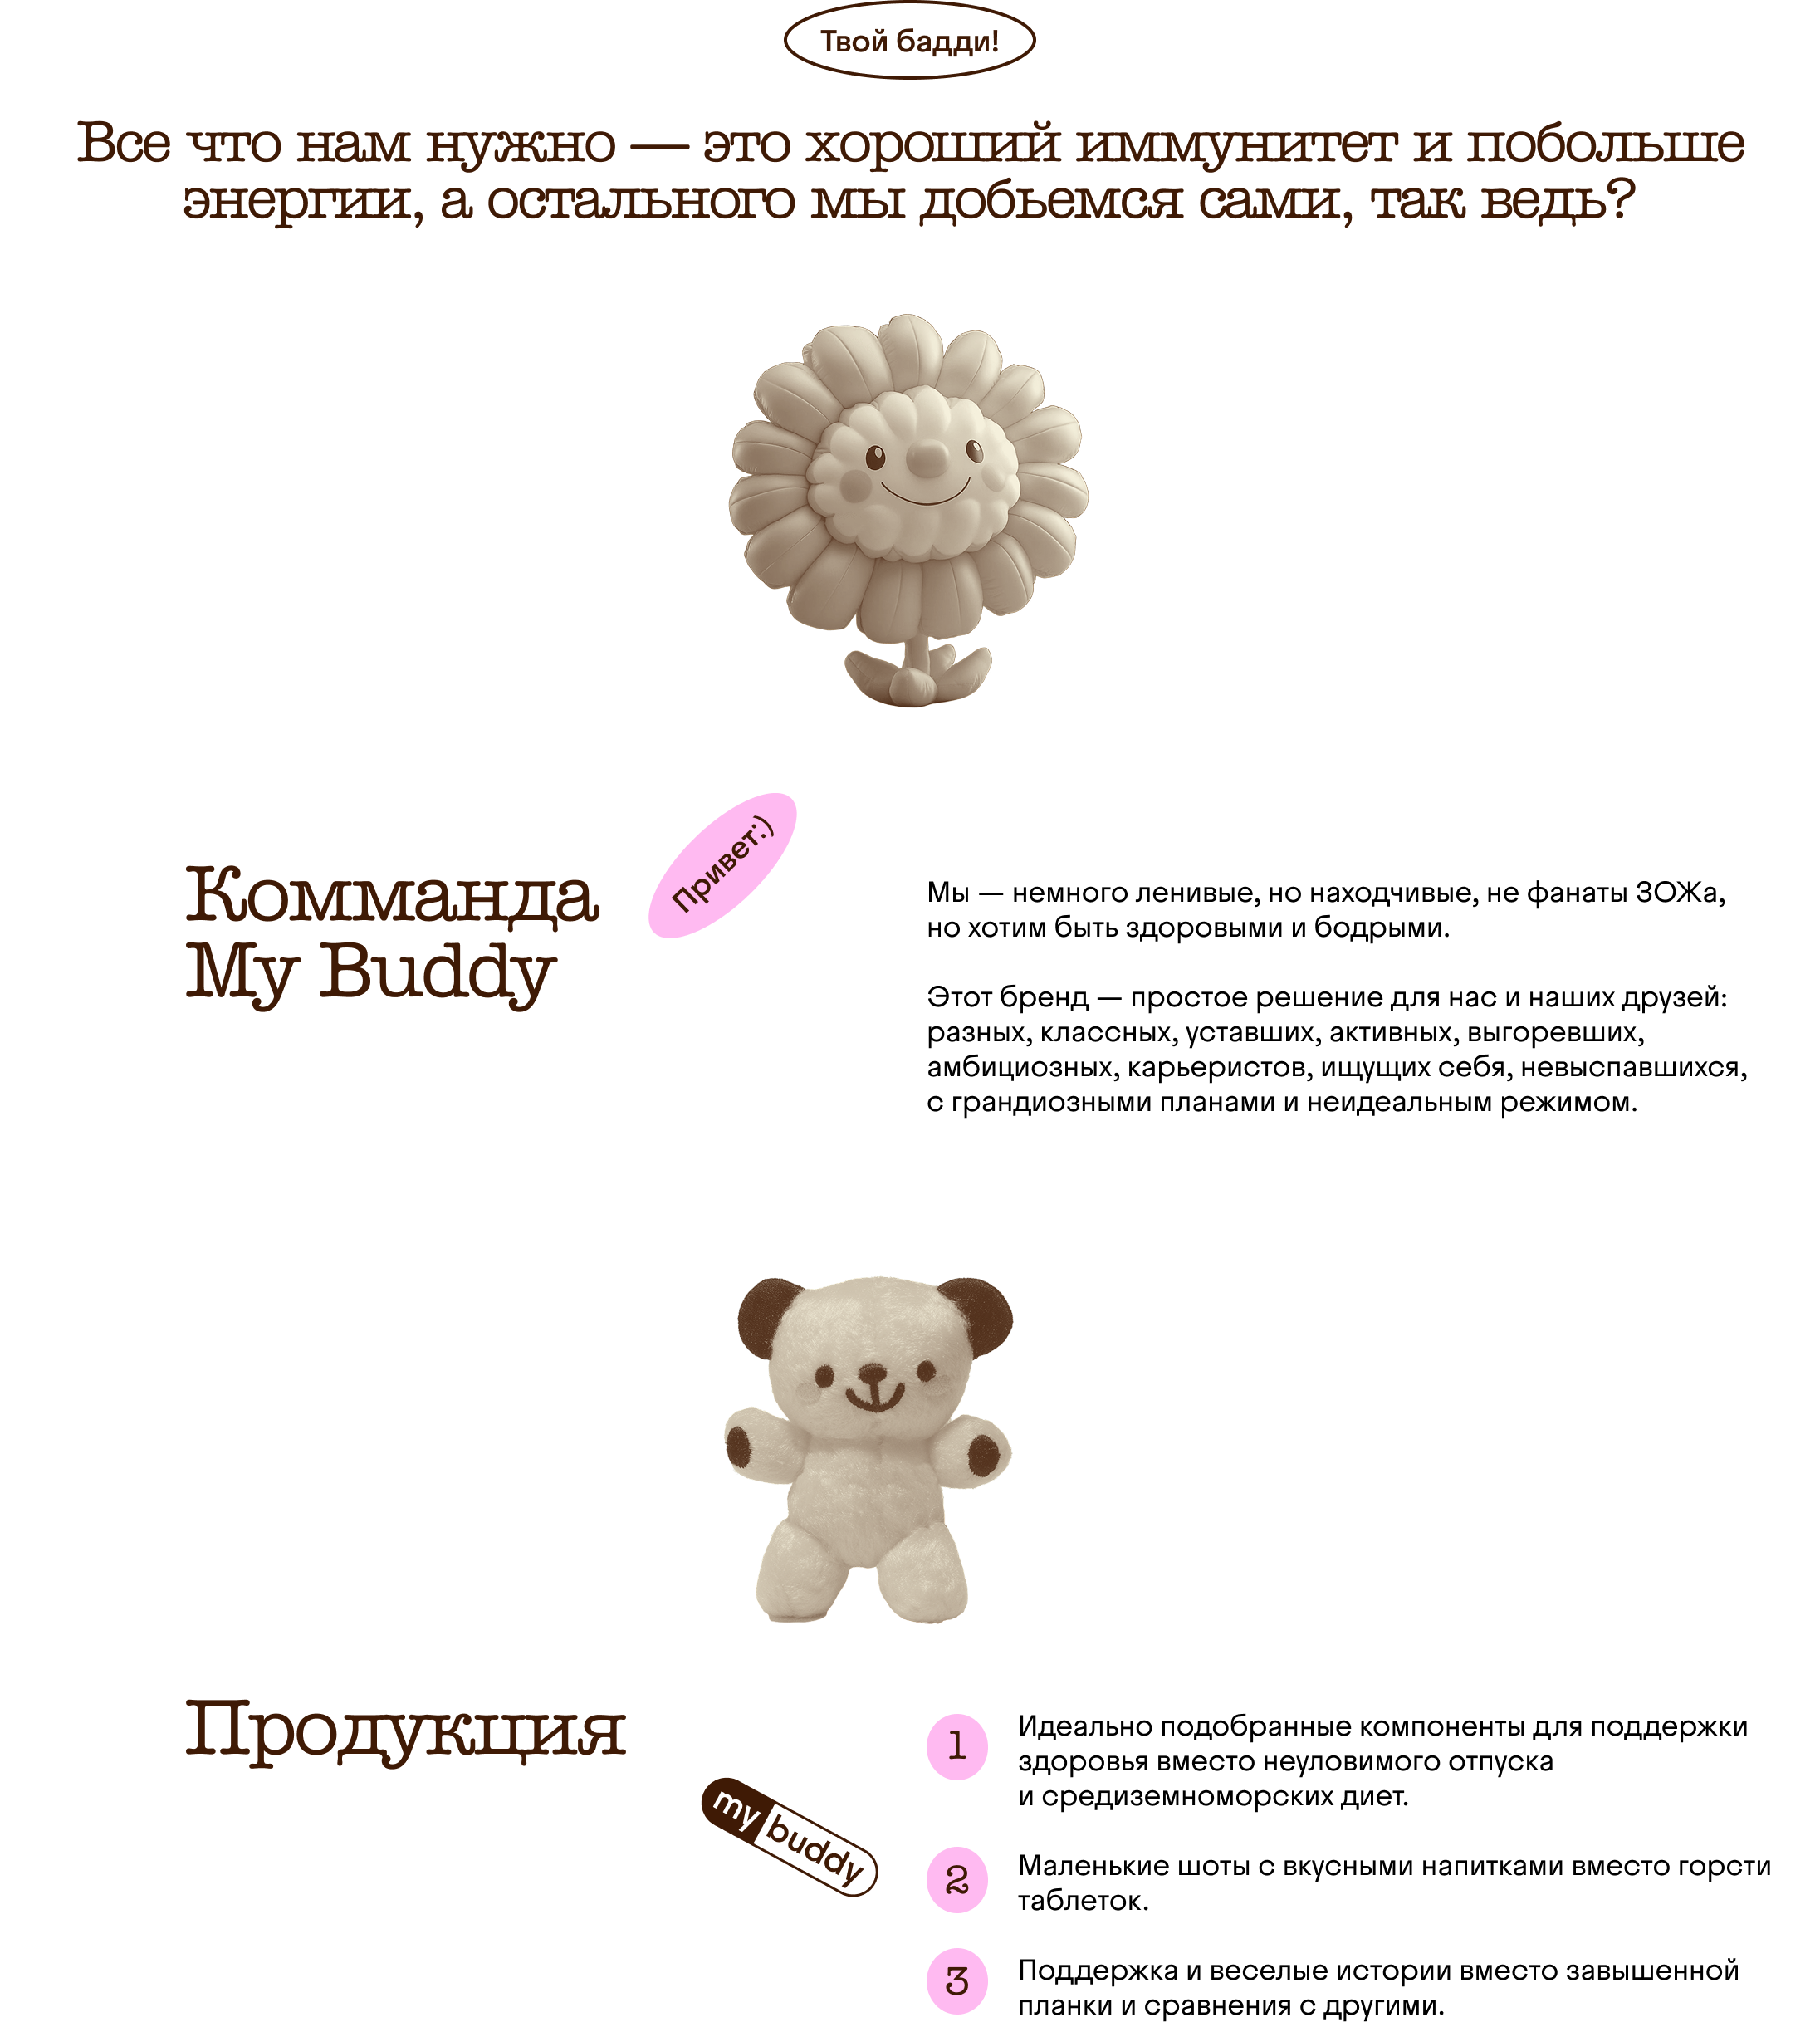 Твой бадди!
Все что нам нужно — это хороший иммунитет и побольше
энергии, а остального мы добьемся сами, так ведь?
Привет:)
Комманда
My Buddy
Мы — немного ленивые, но находчивые, не фанаты ЗОЖа,
но хотим быть здоровыми и бодрыми.
Этот бренд — простое решение для нас и наших друзей:
разных, классных, уставших, активных, выгоревших,
амбициозных, карьеристов, ищущих себя, невыспавшихся,
с грандиозными планами и неидеальным режимом.
Продукция
my buddy
1
Идеально подобранные компоненты для поддержки
здоровья вместо неуловимого отпуска
и средиземноморских диет.
2
Маленькие шоты с вкусными напитками вместо горсти
таблеток.
3
Поддержка и веселые истории вместо завышенной
планки и сравнения с другими.